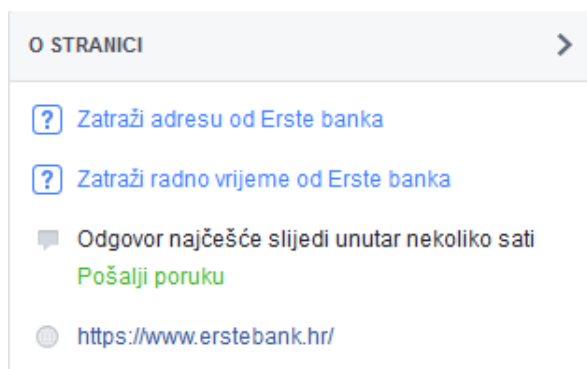 O STRANICI
Zatraži adresu od Erste banka
Zatraži radno vrijeme od Erste banka
Odgovor najčešće slijedi unutar nekoliko sati
Pošalji poruku
https://www.erstebank.hr/